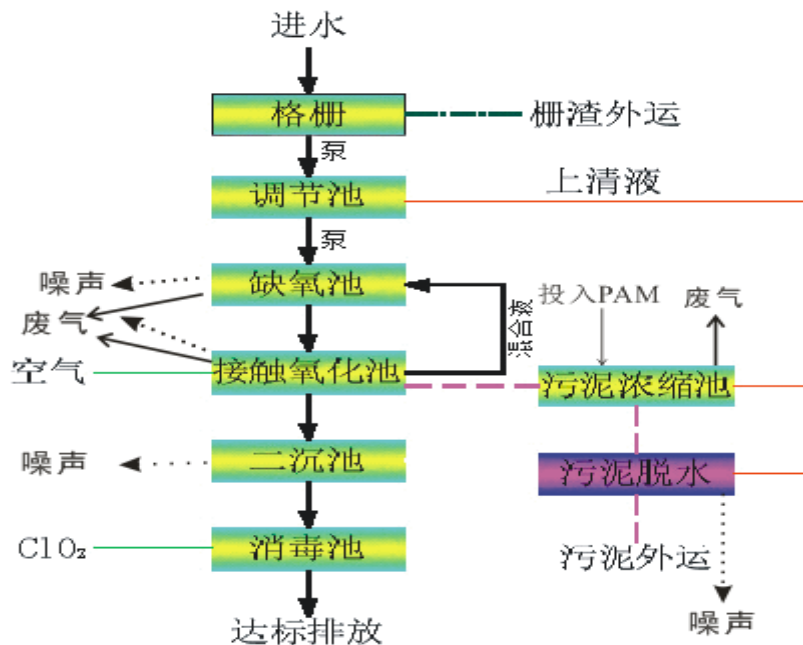 进水
格栅
栅渣外运
泵
调节池
上清液
泵
噪声
缺氧池
废气
混合液
投入PAM
废气
空气
接触氧化池
污泥浓缩池
噪声
二沉池
污泥脱水
ClO₂
消毒池
污泥外运
达标排放
噪声